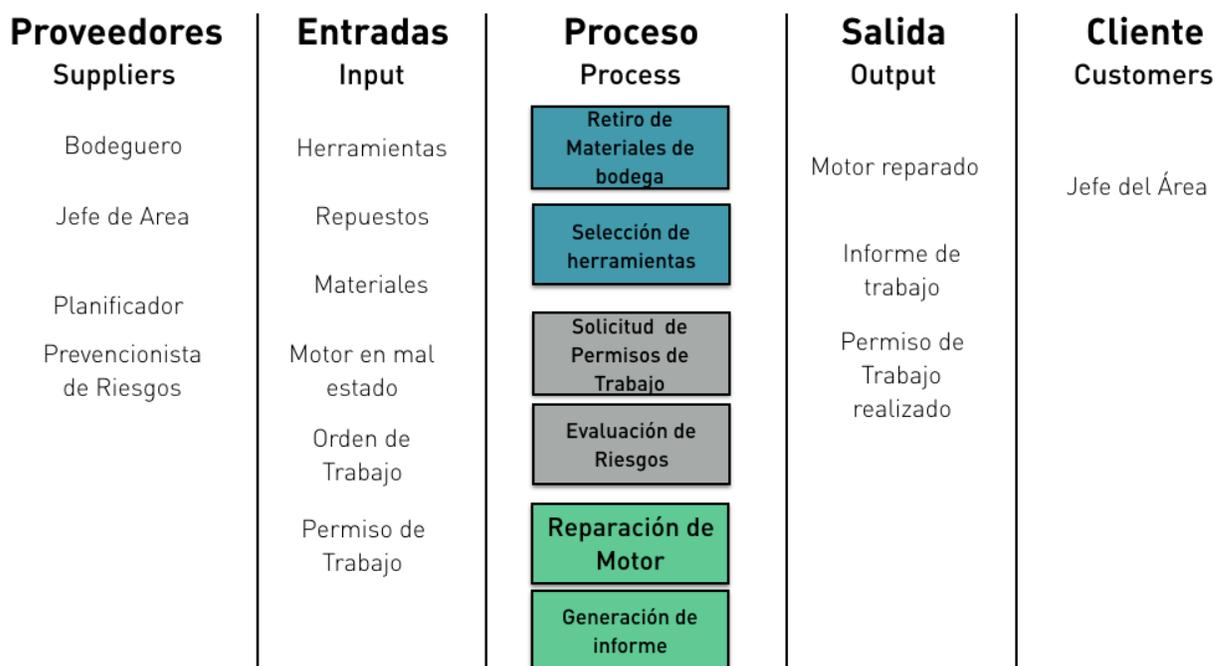 Proveedores
Suppliers
Bodeguero
Jefe de Area
Planificador
Prevencionista
de Riesgos
Entradas
Input
Herramientas
Repuestos
Materiales
Motor en mal
estado
Orden de
Trabajo
Permiso de
Trabajo
Proceso
Process
Retiro de
Materiales de
bodega
Selección de
herramientas
Solicitud de
Permisos de
Trabajo
Evaluación de
Riesgos
Reparación de
Motor
Generación de
informe
Salida
Output
Motor reparado
Informe de
trabajo
Permiso de
Trabajo
realizado
Cliente
Customers
Jefe del Área